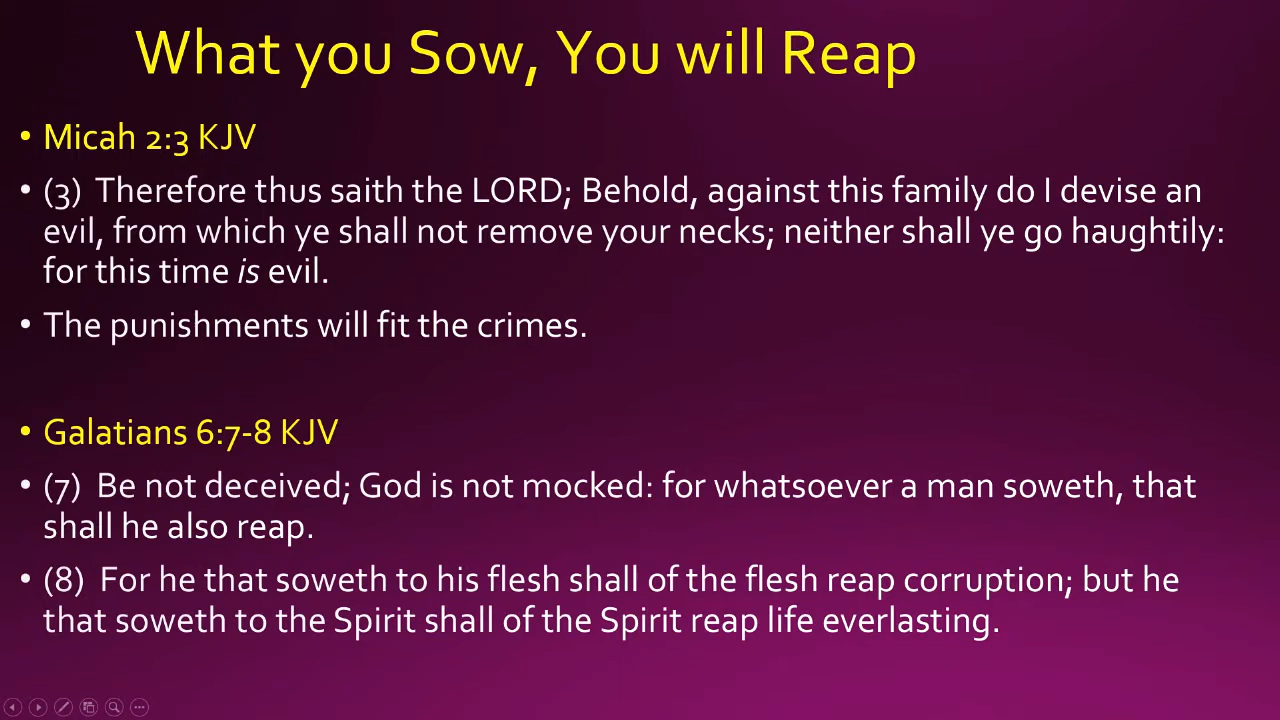 What you Sow, You will Reap
• Micah 2:3 KJV
• (3)  Therefore thus saith the LORD; Behold, against this family do I devise an
evil, from which ye shall not remove your necks; neither shall ye go haughtily:
for this time is evil.
• The punishments will fit the crimes.
• Galatians 6:7-8 KJV
• (7)  Be not deceived; God is not mocked: for whatsoever a man soweth, that
shall he also reap.
• (8)  For he that soweth to his flesh shall of the flesh reap corruption; but he
that soweth to the Spirit shall of the Spirit reap life everlasting.